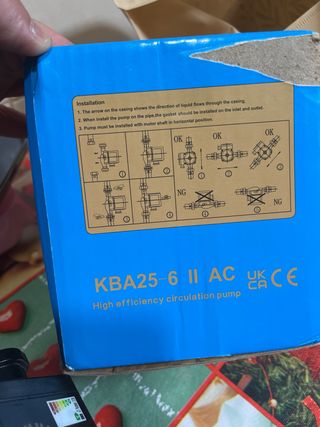 Installation
1. The arrow on the casing shows the direction of liquid flows through the casing.
2. When install the pump on the pipe,the gasket should be installed on the inlet and outlet.
3. Pump must be installed with motor shaft in horizontal position.
OK OK
OK
NG NG
KBA25-6 II AC UK CA CE
High efficiency circulation pump